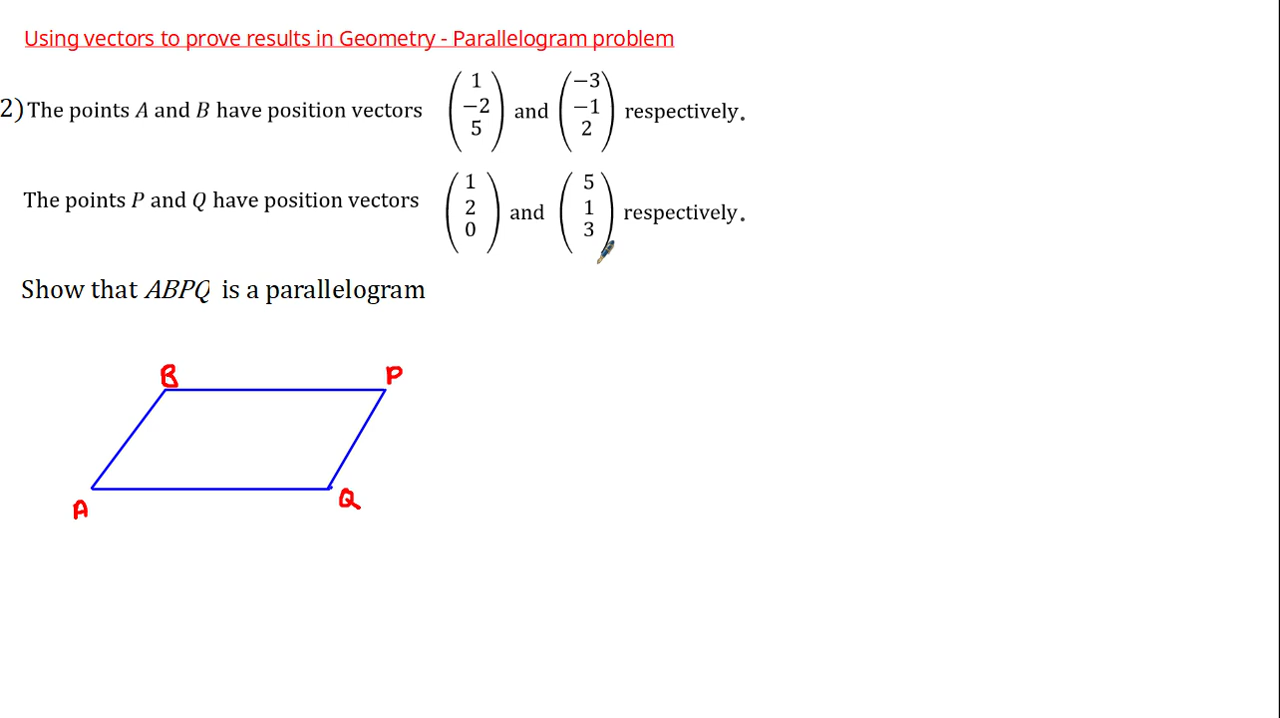 Using vectors to prove results in Geometry - Parallelogram problem
2) The points A and B have position vectors (1 −2 5) and (−3 −1 2) respectively.
The points P and Q have position vectors (1 2 0) and (5 1 3) respectively.
Show that ABPQ is a parallelogram
B P
A Q